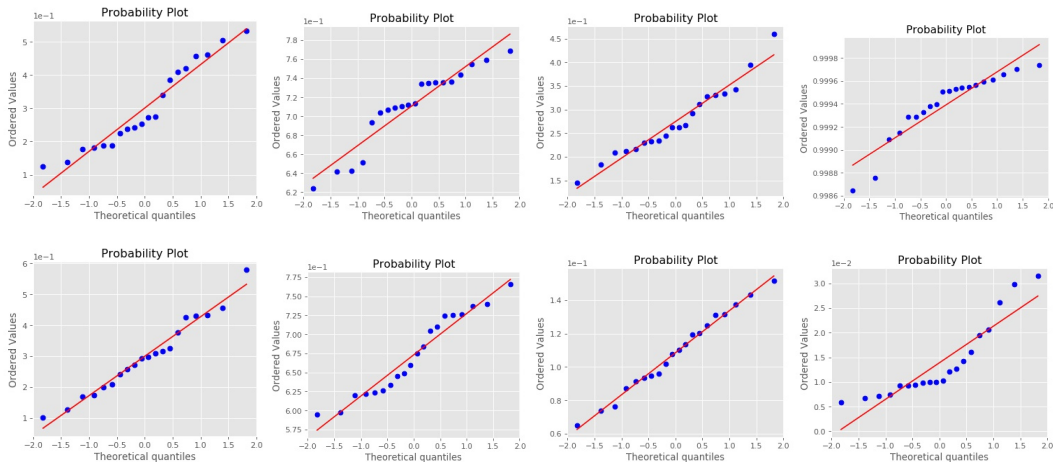 Probability Plot
1e−1
Ordered Values
5
4
3
2
1
−2.0 −1.5 −1.0 −0.5 0.0 0.5 1.0 1.5 2.0
Theoretical quantiles
Probability Plot
1e−1
Ordered Values
7.8
7.6
7.4
7.2
7.0
6.8
6.6
6.4
6.2
−2.0 −1.5 −1.0 −0.5 0.0 0.5 1.0 1.5 2.0
Theoretical quantiles
Probability Plot
1e−1
Ordered Values
4.5
4.0
3.5
3.0
2.5
2.0
1.5
−2.0 −1.5 −1.0 −0.5 0.0 0.5 1.0 1.5 2.0
Theoretical quantiles
Probability Plot
Ordered Values
0.9998
0.9996
0.9994
0.9992
0.9990
0.9988
0.9986
−2.0 −1.5 −1.0 −0.5 0.0 0.5 1.0 1.5 2.0
Theoretical quantiles
Probability Plot
1e−1
Ordered Values
6
5
4
3
2
1
−2.0 −1.5 −1.0 −0.5 0.0 0.5 1.0 1.5 2.0
Theoretical quantiles
Probability Plot
1e−1
Ordered Values
7.75
7.50
7.25
7.00
6.75
6.50
6.25
6.00
5.75
−2.0 −1.5 −1.0 −0.5 0.0 0.5 1.0 1.5 2.0
Theoretical quantiles
Probability Plot
1e−1
Ordered Values
1.6
1.4
1.2
1.0
0.8
0.6
−2.0 −1.5 −1.0 −0.5 0.0 0.5 1.0 1.5 2.0
Theoretical quantiles
Probability Plot
1e−2
Ordered Values
3.0
2.5
2.0
1.5
1.0
0.5
0.0
−2.0 −1.5 −1.0 −0.5 0.0 0.5 1.0 1.5 2.0
Theoretical quantiles